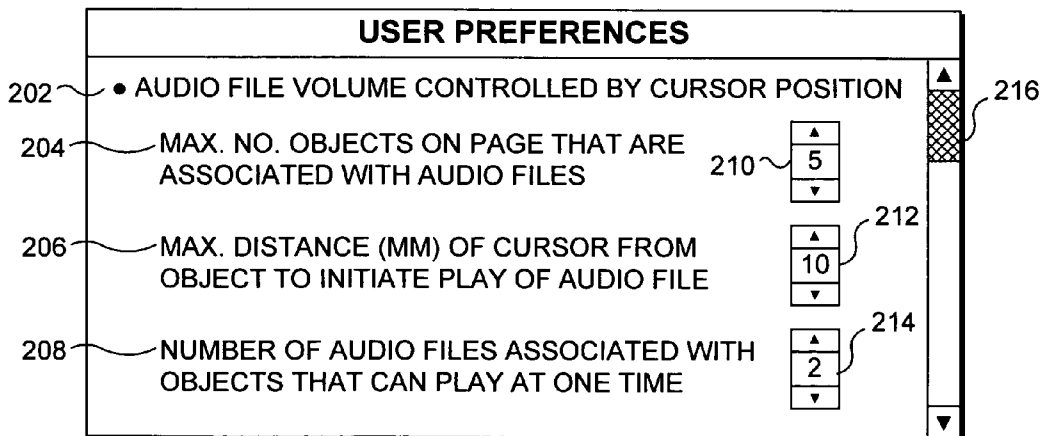 USER PREFERENCES
202 • AUDIO FILE VOLUME CONTROLLED BY CURSOR POSITION
216
204 MAX. NO. OBJECTS ON PAGE THAT ARE
ASSOCIATED WITH AUDIO FILES
210 5
206 MAX. DISTANCE (MM) OF CURSOR FROM
OBJECT TO INITIATE PLAY OF AUDIO FILE
212
10
208 NUMBER OF AUDIO FILES ASSOCIATED WITH
OBJECTS THAT CAN PLAY AT ONE TIME
214
2